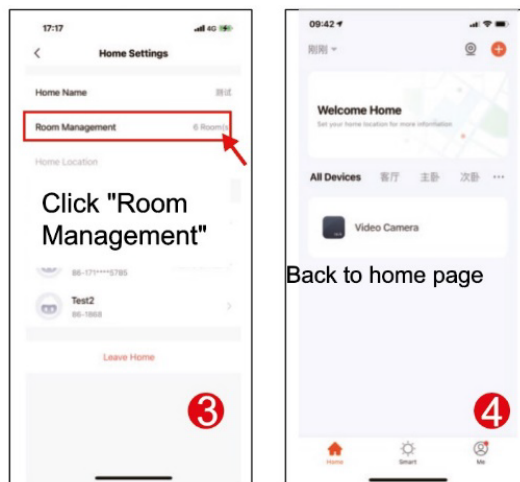 17:17
4G
Home Settings
Home Name 测试
Room Management 6 Room(s)
Home Location
Click "Room
Management"
86-171****5785
Test2
86-1868
Leave Home
3
09:42
刚刚
Welcome Home
Set your home location for more information
All Devices 客厅 主卧 次卧 ...
Video Camera
Back to home page
4
Home Smart Me